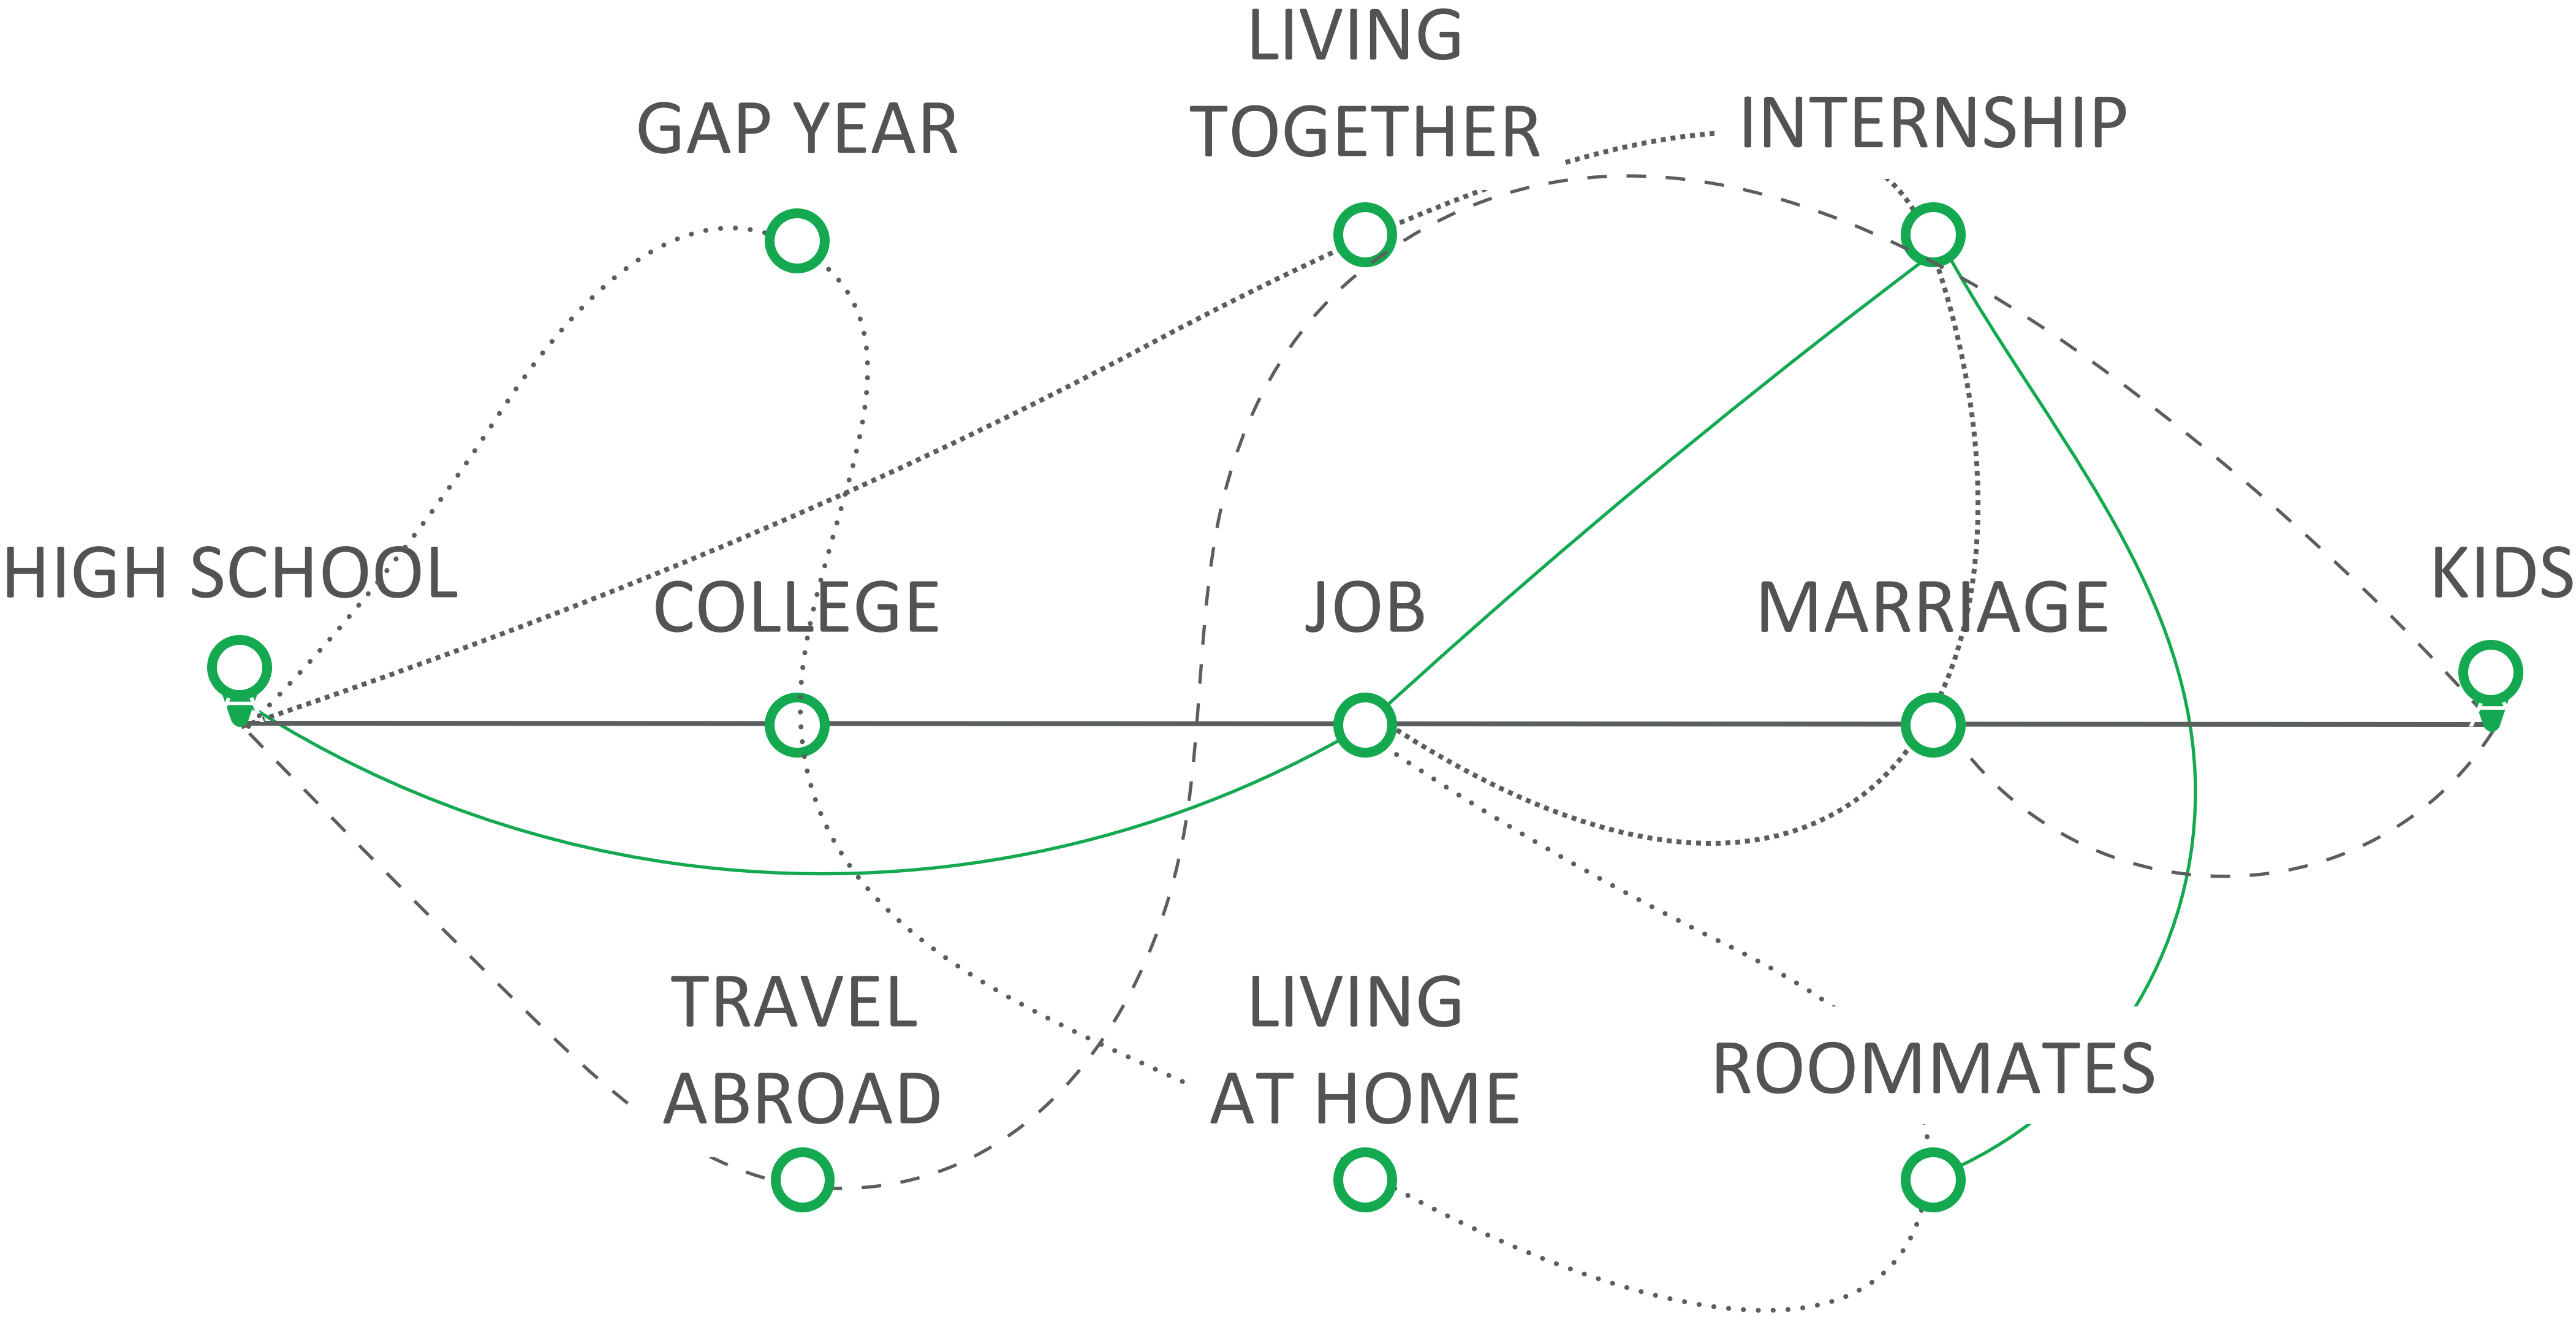 LIVING
TOGETHER
GAP YEAR
INTERNSHIP
HIGH SCHOOL
COLLEGE
JOB
MARRIAGE
KIDS
TRAVEL
ABROAD
LIVING
AT HOME
ROOMMATES